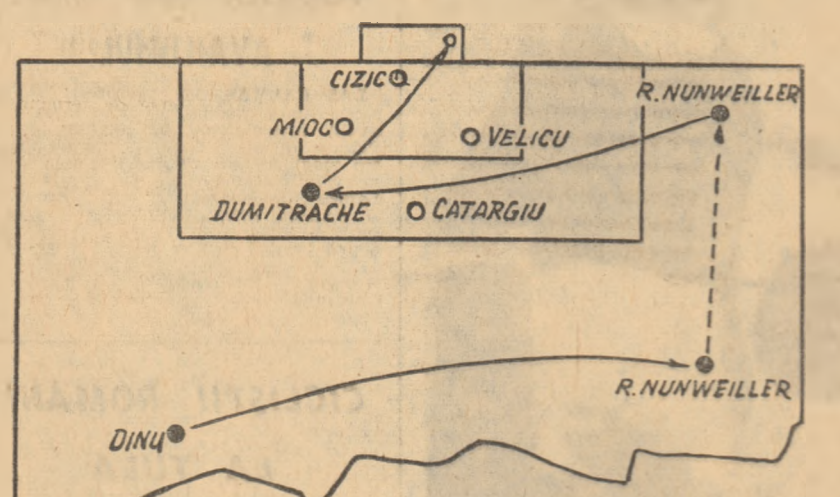 CIZIC
R. NUNWEILLER
MIOC
VELICU
DUMITRACHE
CATARGIU
R. NUNWEILLER
DINU